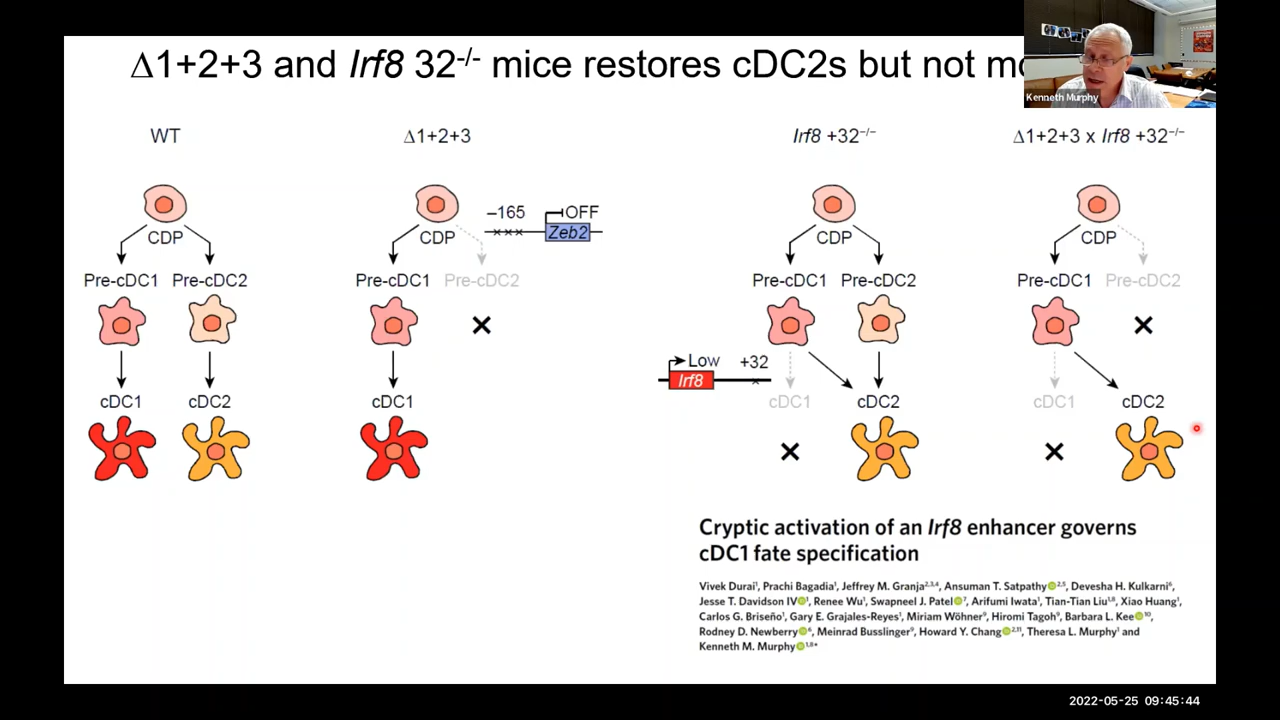 Δ1+2+3 and Irf8 32-/- mice restores cDC2s but not
Kenneth Murphy
WT
Δ1+2+3
Irf8 +32–/–
Δ1+2+3 x Irf8 +32–/–
–165
OFF
Zeb2
CDP
CDP
CDP
CDP
Pre-cDC1 Pre-cDC2
Pre-cDC1 Pre-cDC2
Pre-cDC1 Pre-cDC2
Pre-cDC1 Pre-cDC2
Low +32
Irf8
cDC1 cDC2
cDC1
cDC1 cDC2
cDC1 cDC2
Cryptic activation of an Irf8 enhancer governs
cDC1 fate specification
Vivek Durai1, Prachi Bagadia1, Jeffrey M. Granja2,3,4, Ansuman T. Satpathy2,5, Devesha H. Kulkarni6,
Jesse T. Davidson IV1, Renee Wu1, Swapneel J. Patel7, Arifumi Iwata1, Tian-Tian Liu1,8, Xiao Huang1,
Carlos G. Briseño1, Gary E. Grajales-Reyes1, Miriam Wöhner9, Hiromi Tagoh9, Barbara L. Kee10,
Rodney D. Newberry6, Meinrad Busslinger9, Howard Y. Chang2,11, Theresa L. Murphy1 and
Kenneth M. Murphy1,8*
2022-05-25 09:45:44